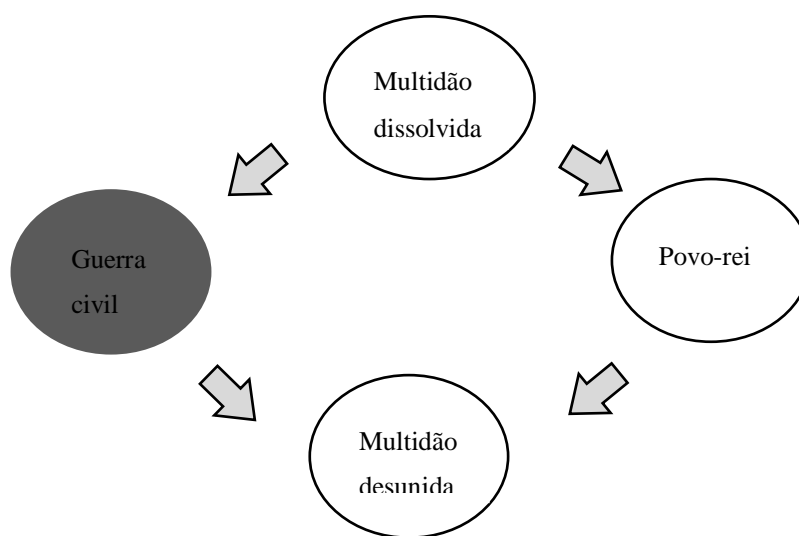 Multidão
dissolvida
Guerra
civil
Povo-rei
Multidão
desunida